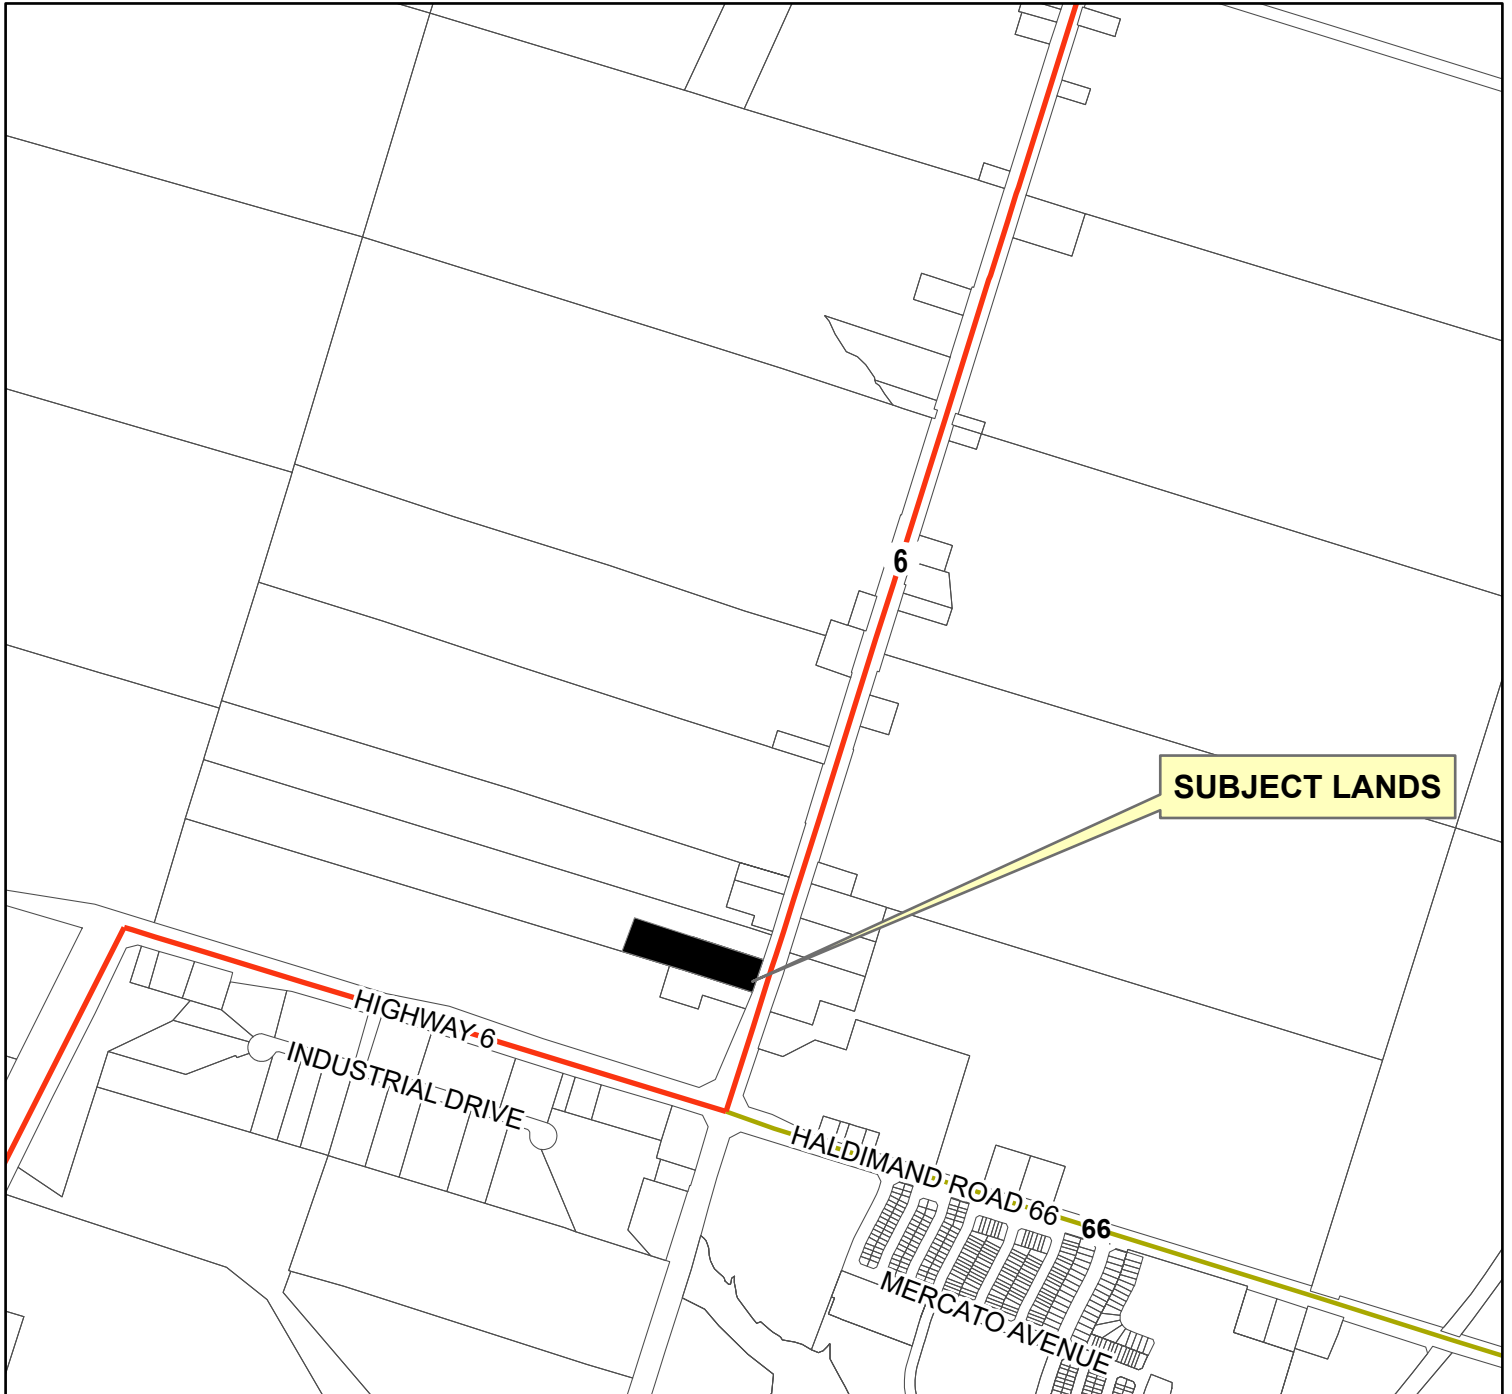 6
SUBJECT LANDS
HIGHWAY 6
INDUSTRIAL DRIVE
HALDIMAND ROAD 66
66
MERCATO AVENUE